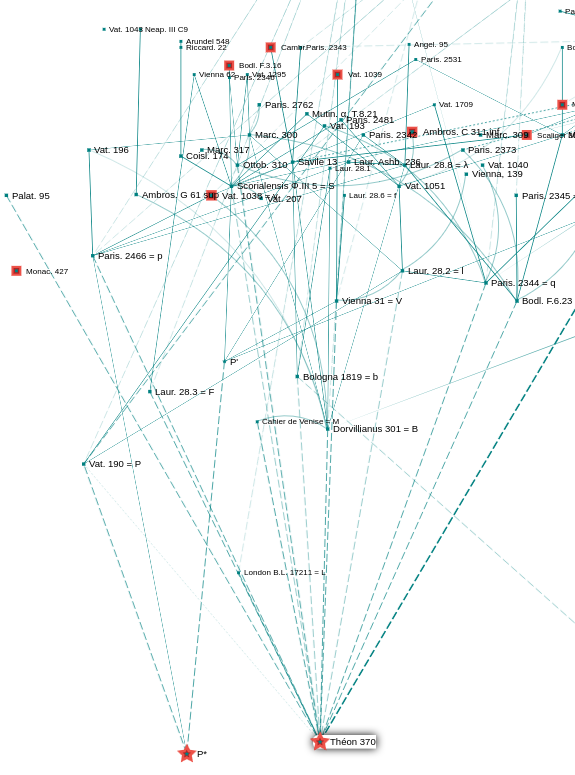 Pa
Vat. 1048
Neap. III C9
Arundel 548
Riccard. 22
Paris. 2343
Angel. 95
Bo
Paris. 2531
Bodl. F.3.16
Vienna 62
Vat. 1295
Paris. 2346
Vat. 1039
Paris. 2762
Vat. 1709
Mutin. α. T.8.21
Paris. 2481
Vat. 193
Marc. 300
Paris. 2342
Ambros. C 311 inf.
Marc. 309
Scaliger
Vat. 196
Marc. 317
Coisl. 174
Paris. 2373
Ottob. 310
Savile 13
Laur. Ashb. 236
Laur. 28.1
Laur. 28.8 = λ
Vat. 1040
Vienna, 139
Scorialensis Φ III 5 = S
Vat. 1051
Palat. 95
Ambros. G 61 sup
Vat. 1038
Vat. 207
Laur. 28.6 = f
Paris. 2345
Paris. 2466 = p
Monac. 427
Laur, 28.2 = l
Paris. 2344 = q
Vienna 31 = V
Bodl. F.6.23
P'
Bologna 1819 = b
Laur. 28.3 = F
Cahier de Venise = M
Dorvillianus 301 = B
Vat. 190 = P
London B.L. 17211 = L
Théon 370
P*